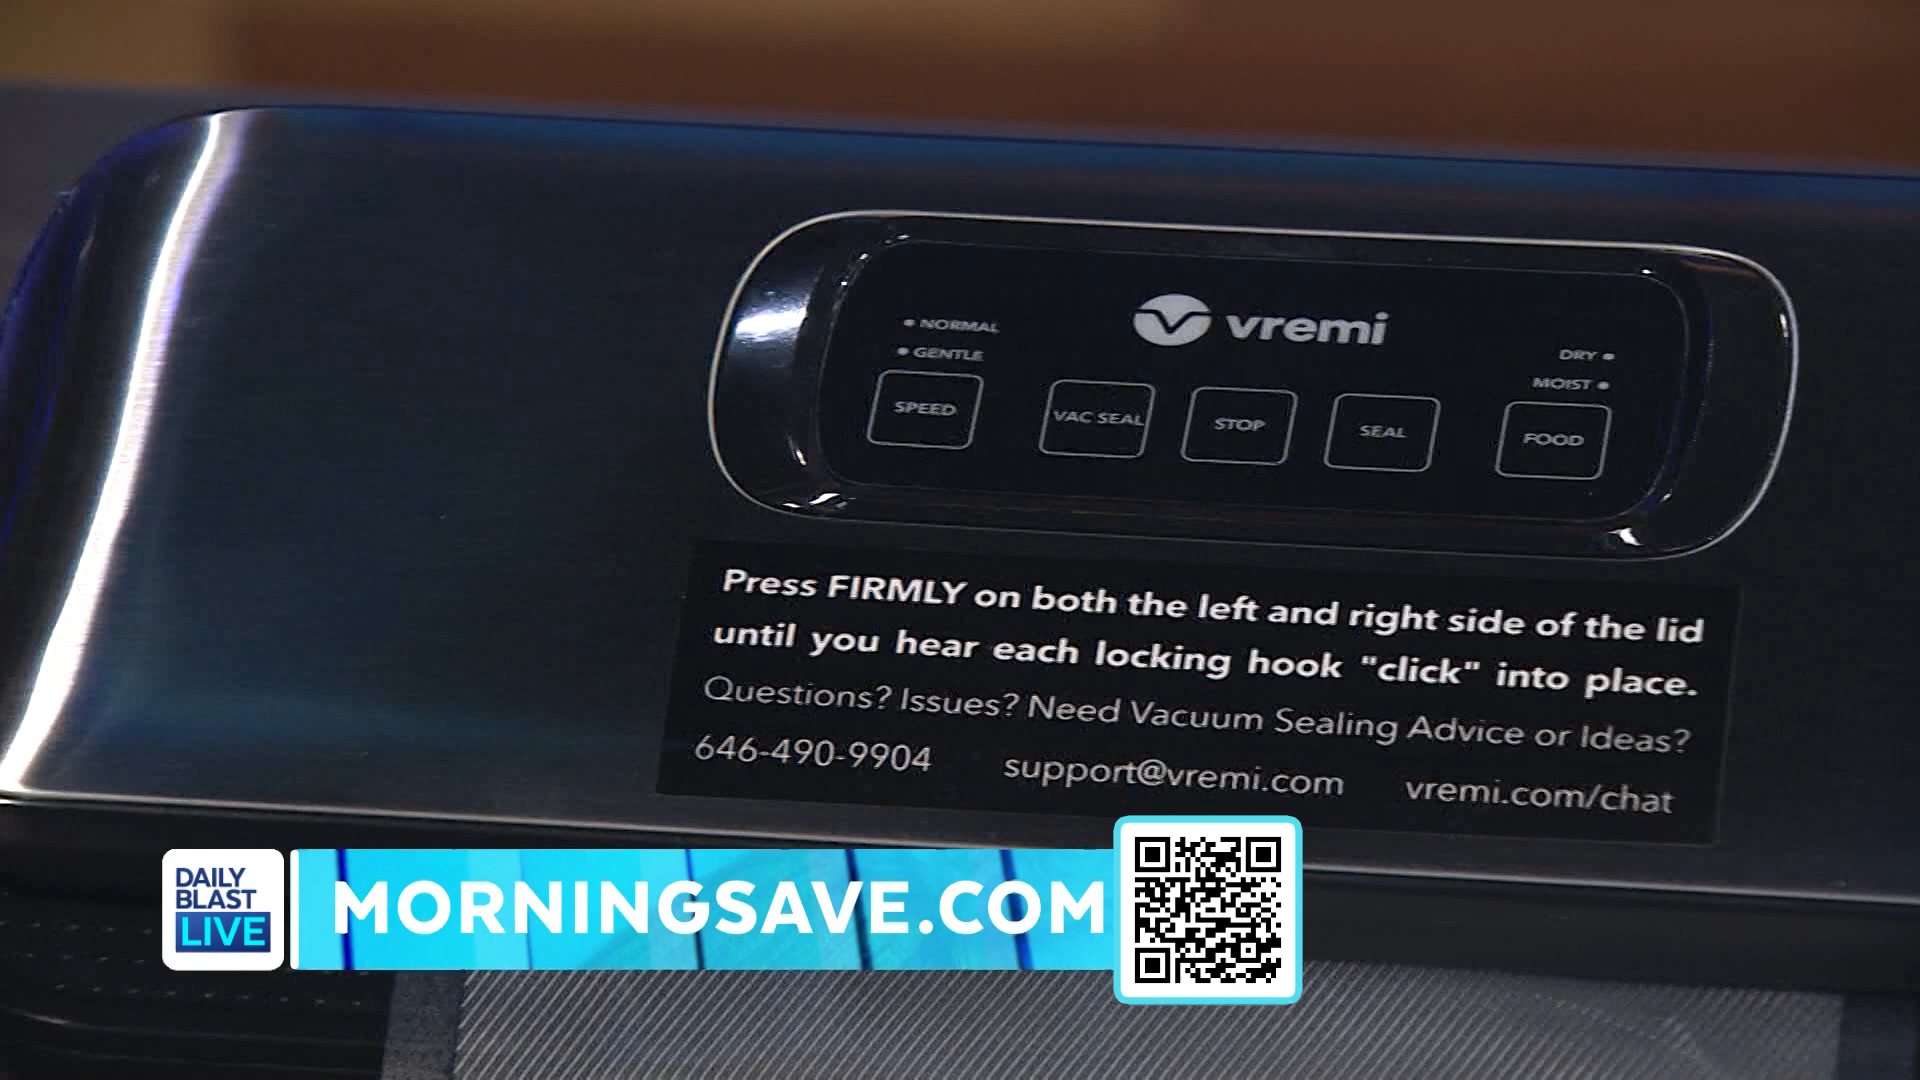 vremi
NORMAL
GENTLE
DRY
MOIST
SPEED
VAC SEAL
STOP
SEAL
FOOD
Press FIRMLY on both the left and right side of the lid
until you hear each locking hook "click" into place.
Questions? Issues? Need Vacuum Sealing Advice or Ideas?
646-490-9904 support@vremi.com vremi.com/chat
DAILY
BLAST
LIVE
MORNINGSAVE.COM